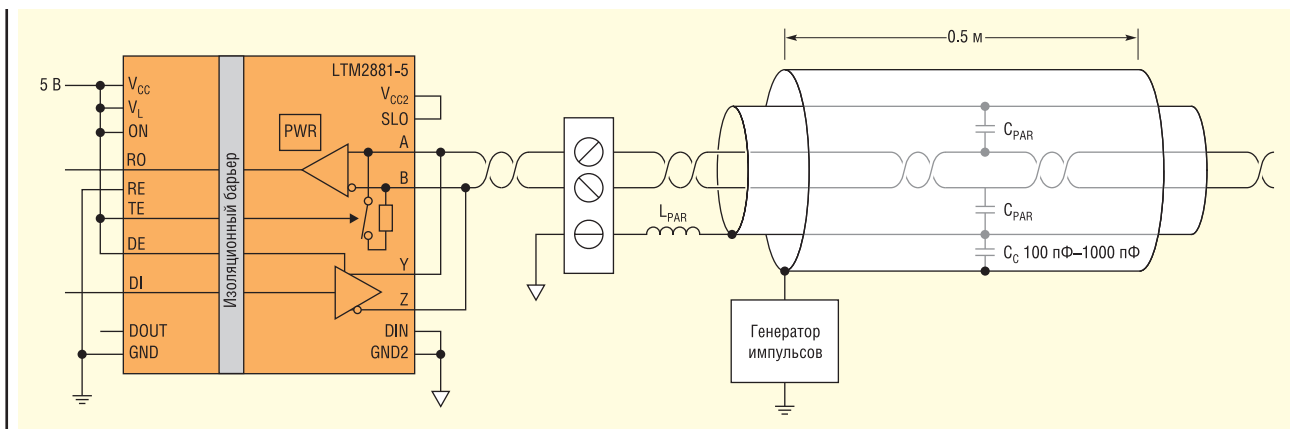 0.5 м
LTM2881-5
5 В
VCC
VL
ON
RO
RE
TE
DE
DI
DOUT
GND
Изоляционный барьер
PWR
VCC2
SLO
A
B
Y
Z
DIN
GND2
LPAR
CPAR
CPAR
CC 100 пФ–1000 пФ
Генератор
импульсов